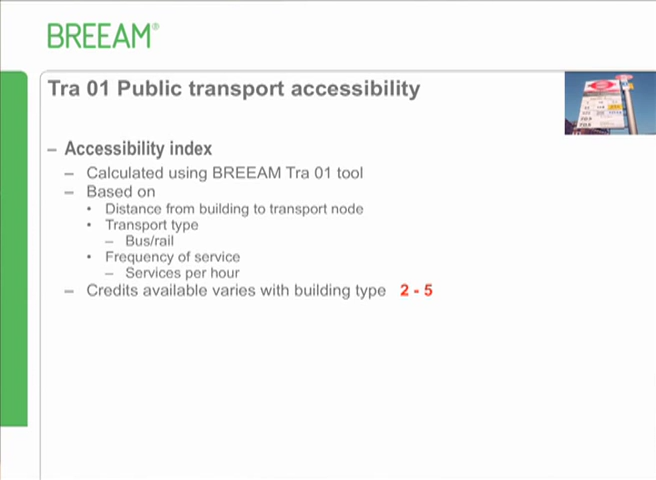 BREEAM®
Tra 01 Public transport accessibility
– Accessibility index
– Calculated using BREEAM Tra 01 tool
– Based on
• Distance from building to transport node
• Transport type
– Bus/rail
• Frequency of service
– Services per hour
– Credits available varies with building type 2 - 5